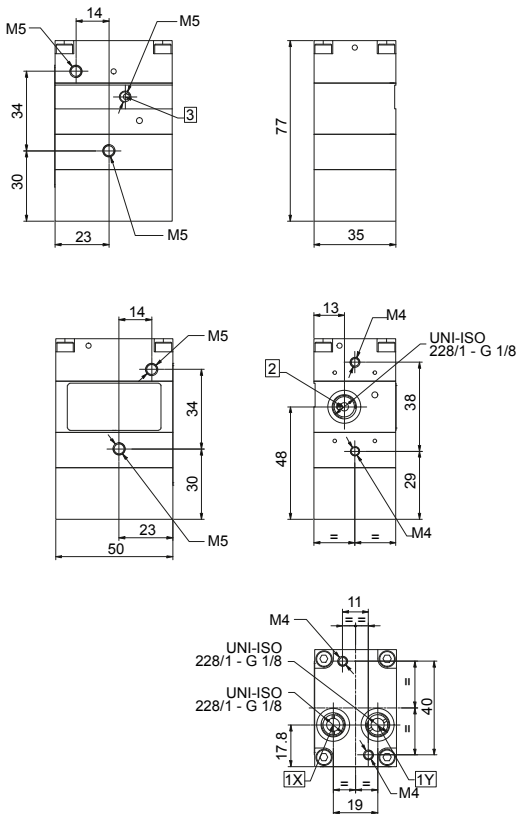 14
M5
M5
34
3
30
23
M5
77
35
14
M5
34
30
23
M5
50
13
M4
UNI-ISO
228/1 - G 1/8
2
38
48
29
M4
=
=
11
M4
=
=
UNI-ISO
228/1 - G 1/8
UNI-ISO
228/1 - G 1/8
=
40
=
17.8
1X
1Y
M4
=
=
19